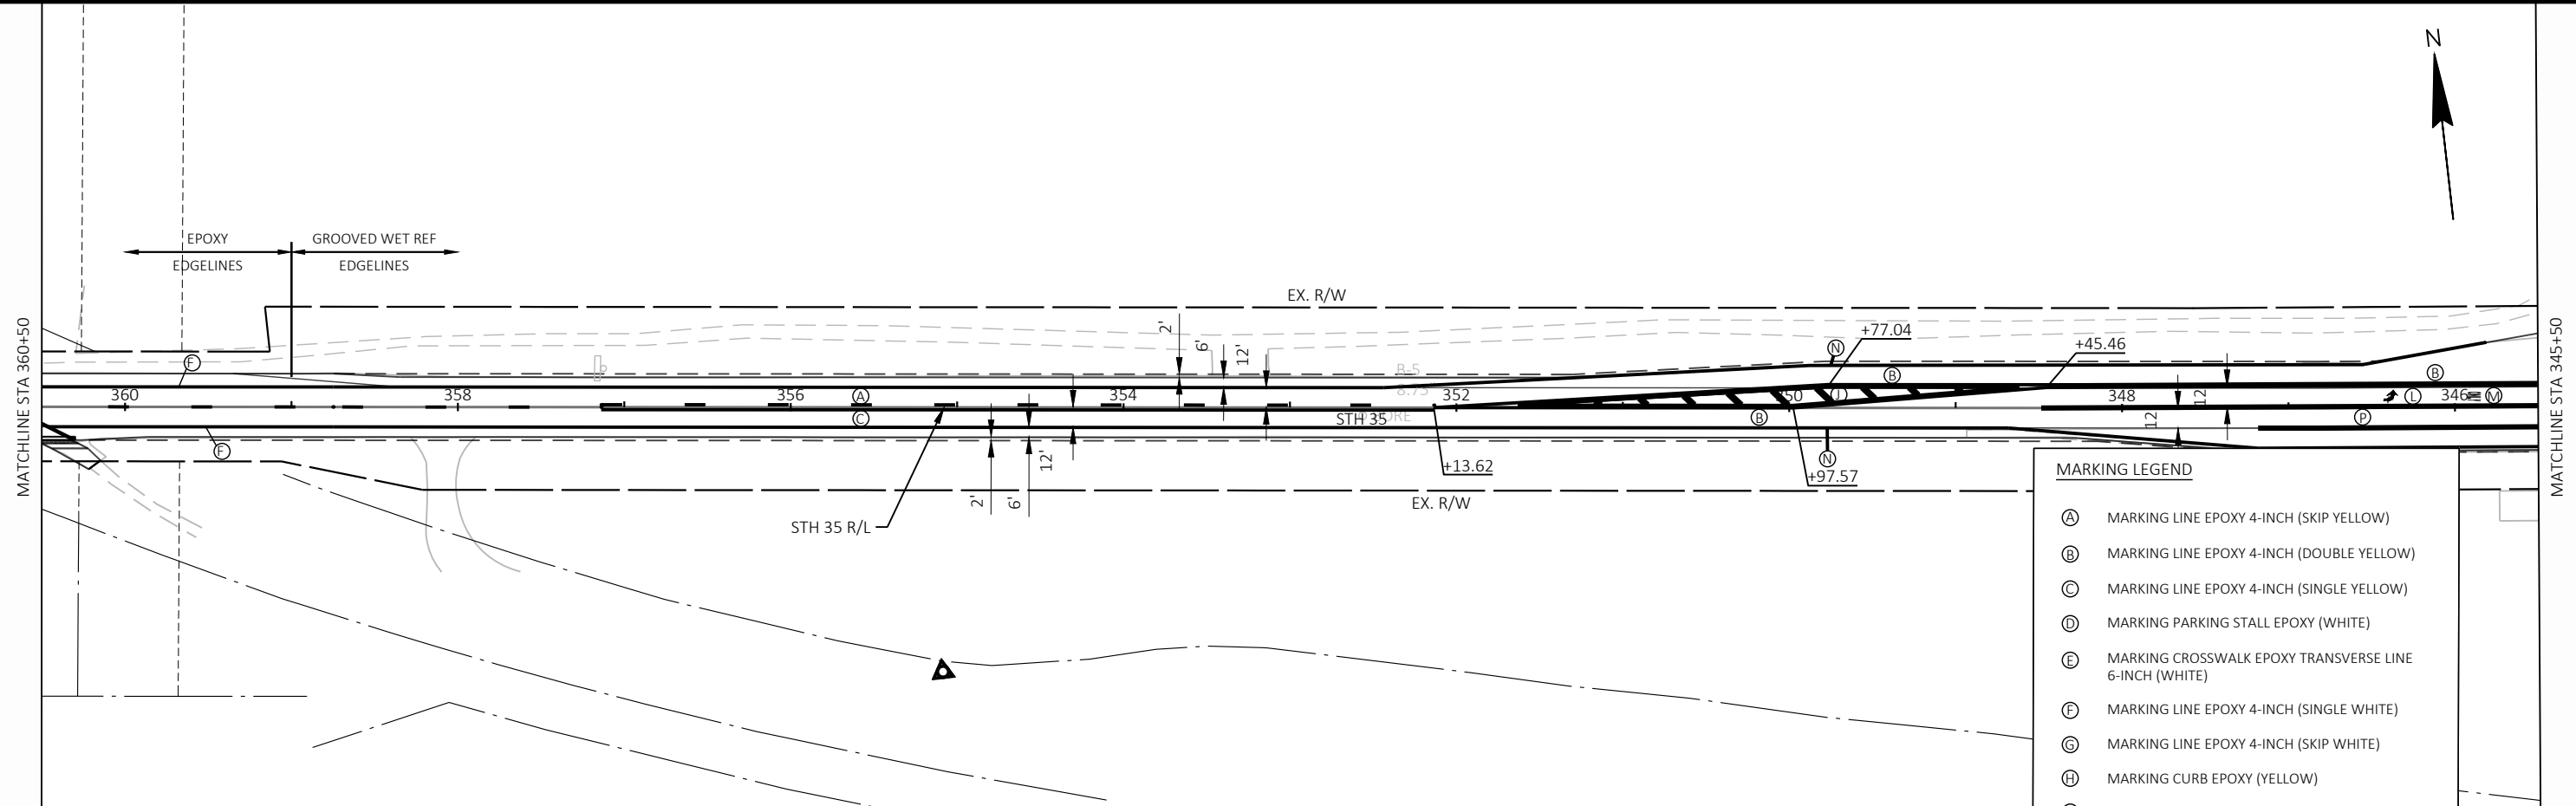 N
EPOXY
EDGELINES
GROOVED WET REF
EDGELINES
MATCHLINE STA 360+50
MATCHLINE STA 345+50
EX. R/W
2'
6'
12'
+77.04
+45.46
N
F
B
B
360
358
356
354
352
350
348
346
A
B-5
8.75
J
L
M
12
12
C
STH 35
B
P
F
+13.62
N
+97.57
12'
2'
6'
EX. R/W
STH 35 R/L
MARKING LEGEND
A MARKING LINE EPOXY 4-INCH (SKIP YELLOW)
B MARKING LINE EPOXY 4-INCH (DOUBLE YELLOW)
C MARKING LINE EPOXY 4-INCH (SINGLE YELLOW)
D MARKING PARKING STALL EPOXY (WHITE)
E MARKING CROSSWALK EPOXY TRANSVERSE LINE
6-INCH (WHITE)
F MARKING LINE EPOXY 4-INCH (SINGLE WHITE)
G MARKING LINE EPOXY 4-INCH (SKIP WHITE)
H MARKING CURB EPOXY (YELLOW)